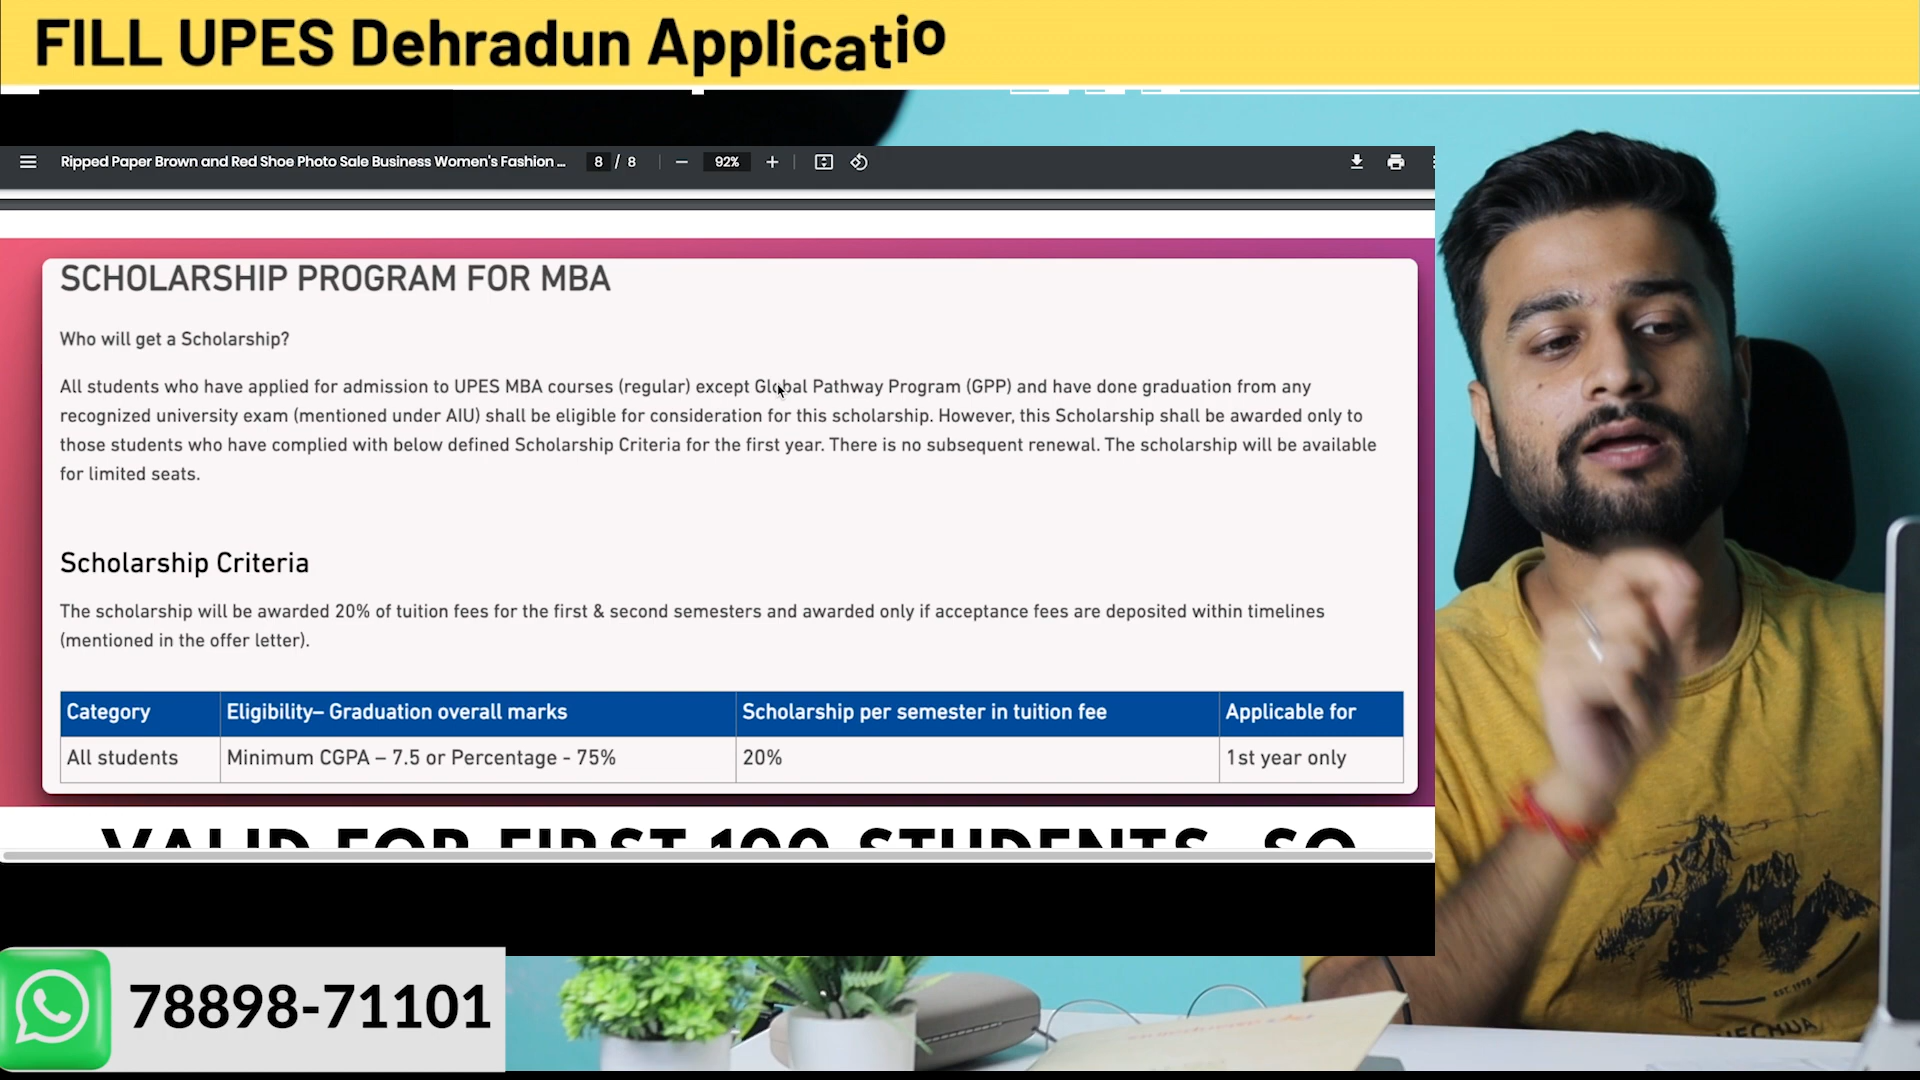 FILL UPES Dehradun Applicatio
Ripped Paper Brown and Red Shoe Photo Sale Business Women's Fashion ... 8 / 8 92%
SCHOLARSHIP PROGRAM FOR MBA
Who will get a Scholarship?
All students who have applied for admission to UPES MBA courses (regular) except Global Pathway Program (GPP) and have done graduation from any
recognized university exam (mentioned under AIU) shall be eligible for consideration for this scholarship. However, this Scholarship shall be awarded only to
those students who have complied with below defined Scholarship Criteria for the first year. There is no subsequent renewal. The scholarship will be available
for limited seats.
Scholarship Criteria
The scholarship will be awarded 20% of tuition fees for the first & second semesters and awarded only if acceptance fees are deposited within timelines
(mentioned in the offer letter).
Category Eligibility– Graduation overall marks Scholarship per semester in tuition fee Applicable for
All students Minimum CGPA – 7.5 or Percentage - 75% 20% 1st year only
VALID FOR FIRST 100 STUDENTS, SO
78898-71101